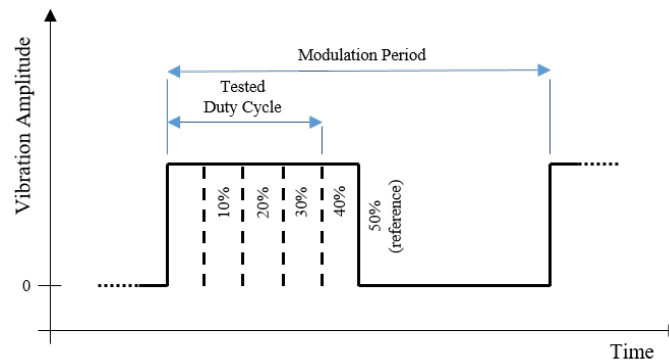 Modulation Period
Tested
Duty Cycle
Vibration Amplitude
10%
20%
30%
40%
50%
(reference)
0
Time